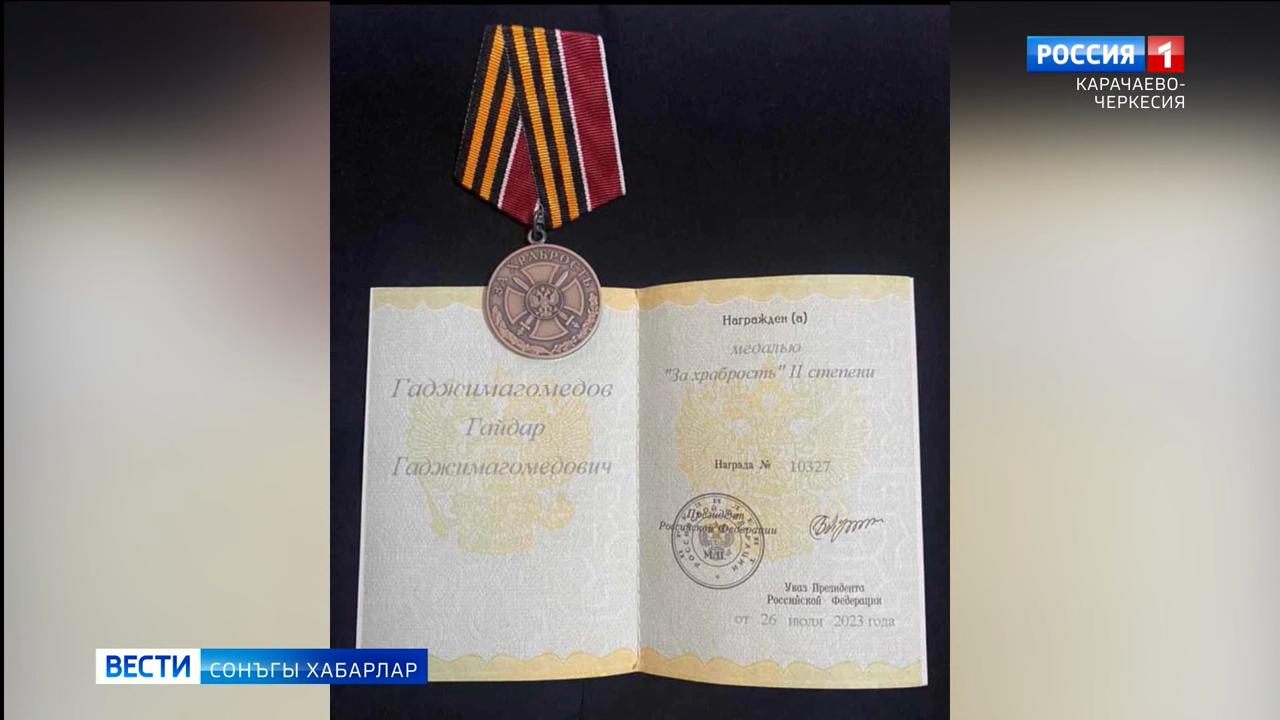 РОССИЯ 1
КАРАЧАЕВО-
ЧЕРКЕСИЯ
ЗА ХРАБРОСТЬ
Гаджимагомедов
Гайдар
Гаджимагомедович
Награжден (а)
медалью
"За храбрость" II степени
Награда № 10327
Президент
Российской Федерации
М.П.
Указ Президента
Российской Федерации
от 26 июля 2023 года
ВЕСТИ СОНЪГЫ ХАБАРЛАР